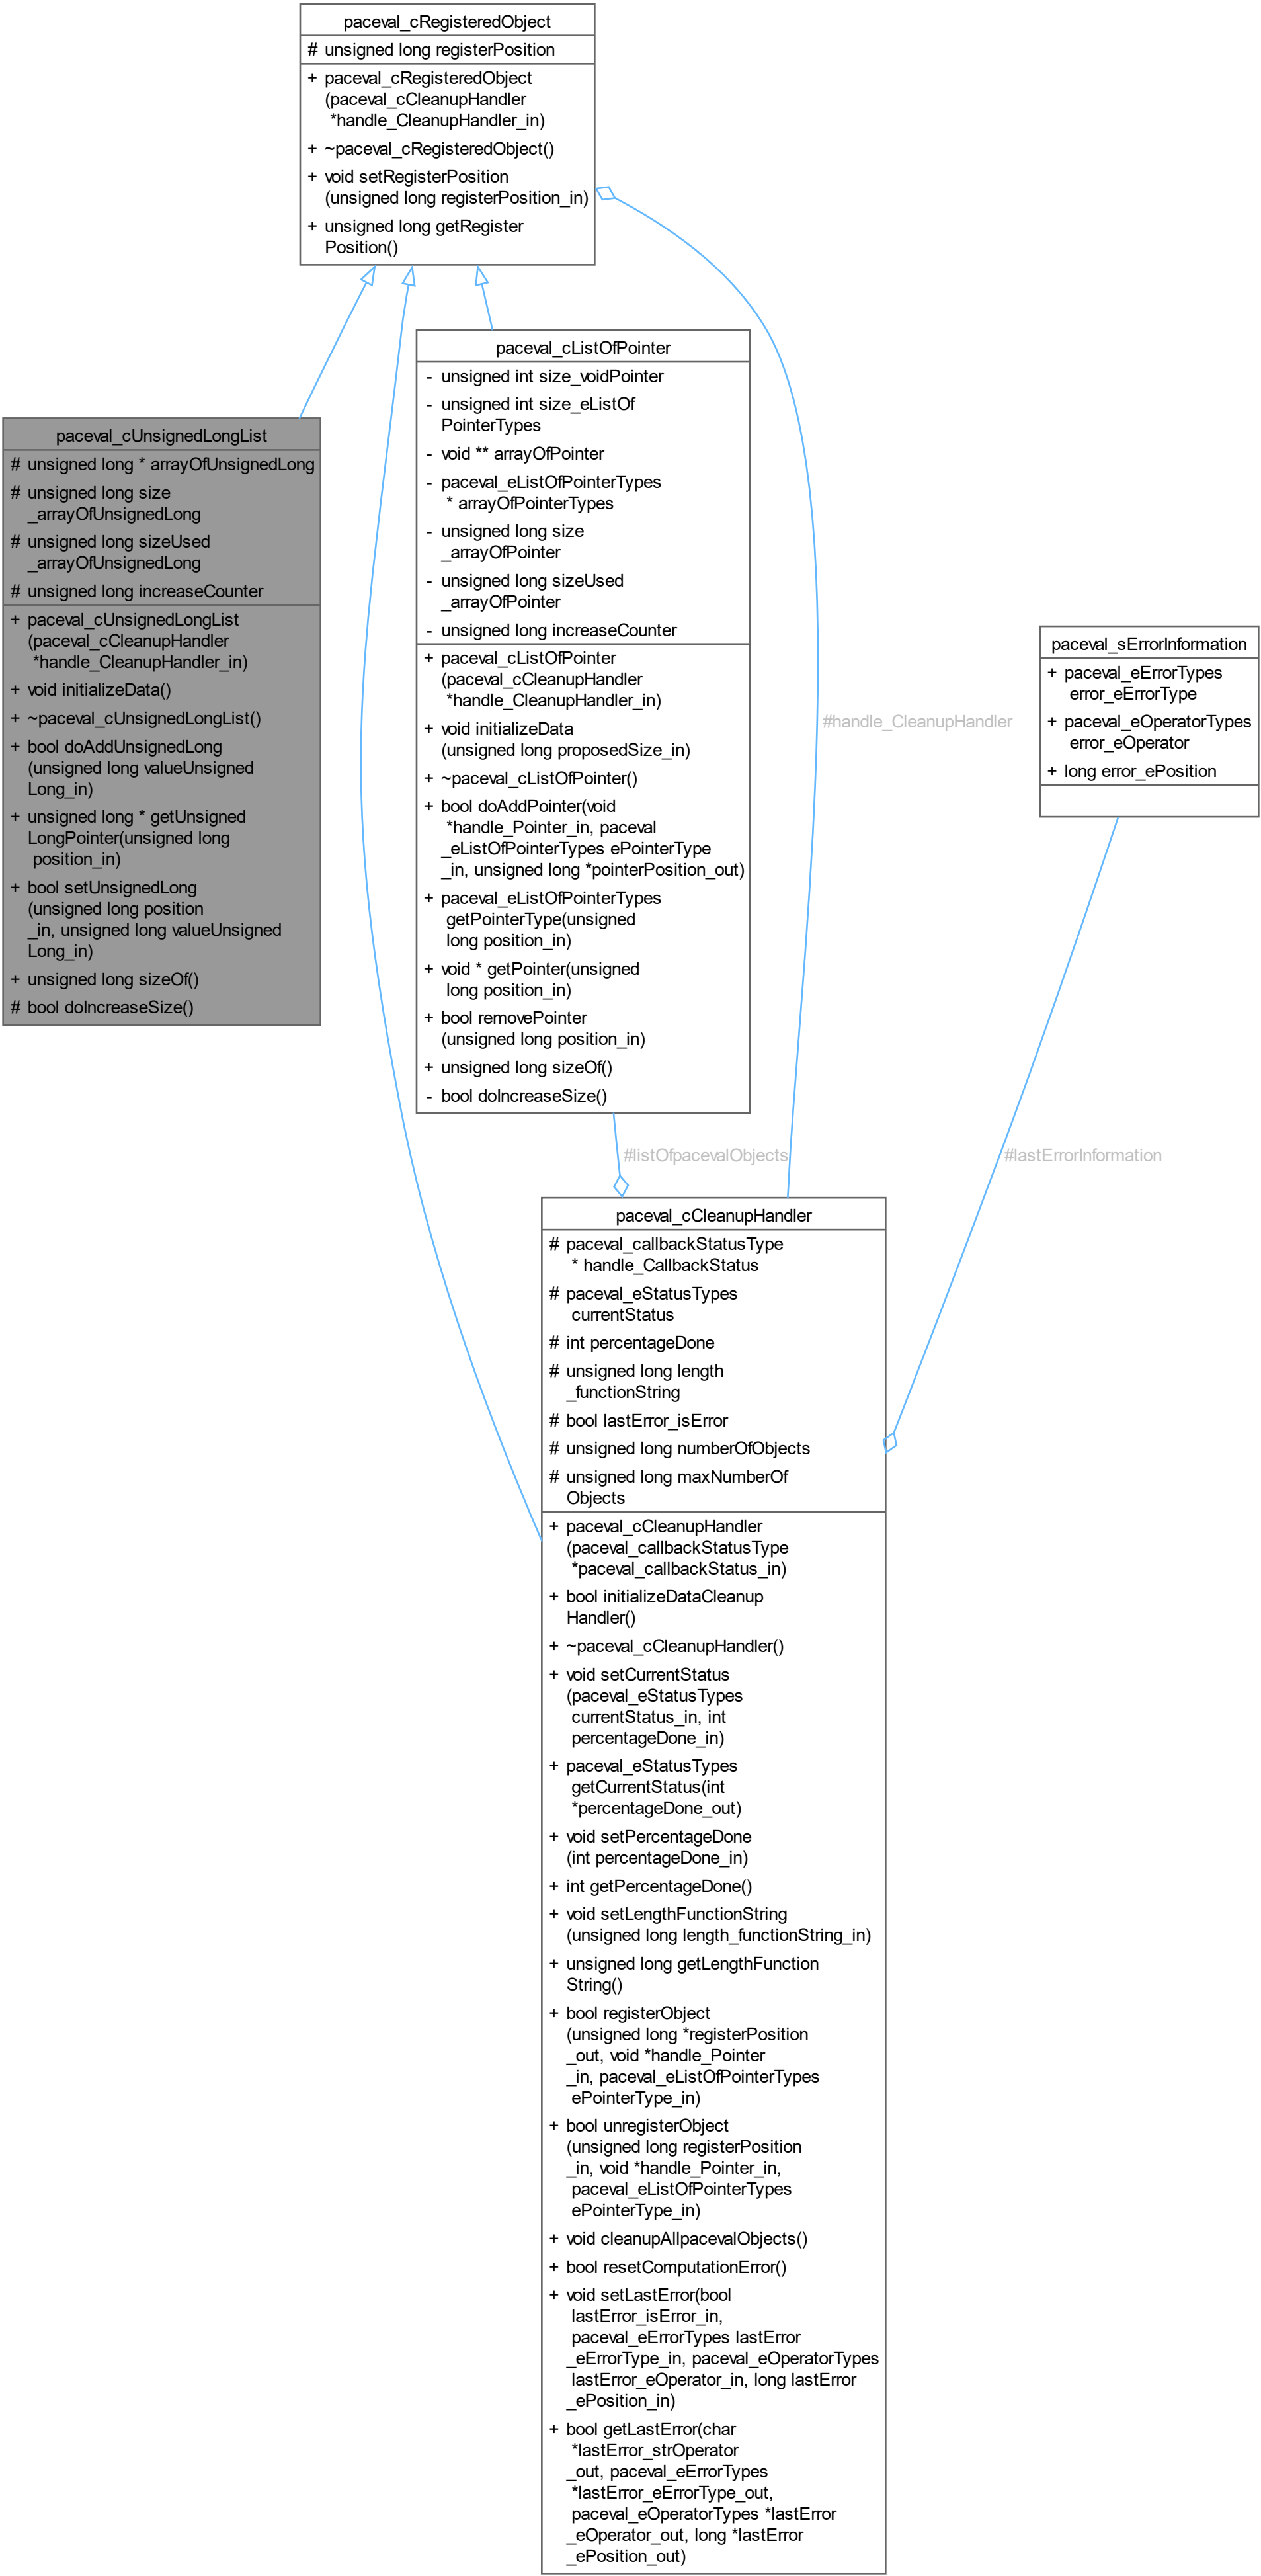 paceval_cRegisteredObject
# unsigned long registerPosition
+ paceval_cRegisteredObject
(paceval_cCleanupHandler
*handle_CleanupHandler_in)
+ ~paceval_cRegisteredObject()
+ void setRegisterPosition
(unsigned long registerPosition_in)
+ unsigned long getRegister
Position()
paceval_cUnsignedLongList
# unsigned long * arrayOfUnsignedLong
# unsigned long size
_arrayOfUnsignedLong
# unsigned long sizeUsed
_arrayOfUnsignedLong
# unsigned long increaseCounter
+ paceval_cUnsignedLongList
(paceval_cCleanupHandler
*handle_CleanupHandler_in)
+ void initializeData()
+ ~paceval_cUnsignedLongList()
+ bool doAddUnsignedLong
(unsigned long valueUnsigned
Long_in)
+ unsigned long * getUnsigned
LongPointer(unsigned long
position_in)
+ bool setUnsignedLong
(unsigned long position
_in, unsigned long valueUnsigned
Long_in)
+ unsigned long sizeOf()
# bool doIncreaseSize()
paceval_cListOfPointer
- unsigned int size_voidPointer
- unsigned int size_eListOf
PointerTypes
- void ** arrayOfPointer
- paceval_eListOfPointerTypes
* arrayOfPointerTypes
- unsigned long size
_arrayOfPointer
- unsigned long sizeUsed
_arrayOfPointer
- unsigned long increaseCounter
+ paceval_cListOfPointer
(paceval_cCleanupHandler
*handle_CleanupHandler_in)
+ void initializeData
(unsigned long proposedSize_in)
+ ~paceval_cListOfPointer()
+ bool doAddPointer(void
*handle_Pointer_in, paceval
_eListOfPointerTypes ePointerType
_in, unsigned long *pointerPosition_out)
+ paceval_eListOfPointerTypes
getPointerType(unsigned
long position_in)
+ void * getPointer(unsigned
long position_in)
+ bool removePointer
(unsigned long position_in)
+ unsigned long sizeOf()
- bool doIncreaseSize()
#handle_CleanupHandler
paceval_sErrorInformation
+ paceval_eErrorTypes
error_eErrorType
+ paceval_eOperatorTypes
error_eOperator
+ long error_ePosition
#listOfpacevalObjects
#lastErrorInformation
paceval_cCleanupHandler
# paceval_callbackStatusType
* handle_CallbackStatus
# paceval_eStatusTypes
currentStatus
# int percentageDone
# unsigned long length
_functionString
# bool lastError_isError
# unsigned long numberOfObjects
# unsigned long maxNumberOf
Objects
+ paceval_cCleanupHandler
(paceval_callbackStatusType
*paceval_callbackStatus_in)
+ bool initializeDataCleanup
Handler()
+ ~paceval_cCleanupHandler()
+ void setCurrentStatus
(paceval_eStatusTypes
currentStatus_in, int
percentageDone_in)
+ paceval_eStatusTypes
getCurrentStatus(int
*percentageDone_out)
+ void setPercentageDone
(int percentageDone_in)
+ int getPercentageDone()
+ void setLengthFunctionString
(unsigned long length_functionString_in)
+ unsigned long getLengthFunction
String()
+ bool registerObject
(unsigned long *registerPosition
_out, void *handle_Pointer
_in, paceval_eListOfPointerTypes
ePointerType_in)
+ bool unregisterObject
(unsigned long registerPosition
_in, void *handle_Pointer_in,
paceval_eListOfPointerTypes
ePointerType_in)
+ void cleanupAllpacevalObjects()
+ bool resetComputationError()
+ void setLastError(bool
lastError_isError_in,
paceval_eErrorTypes lastError
_eErrorType_in, paceval_eOperatorTypes
lastError_eOperator_in, long lastError
_ePosition_in)
+ bool getLastError(char
*lastError_strOperator
_out, paceval_eErrorTypes
*lastError_eErrorType_out,
paceval_eOperatorTypes *lastError
_eOperator_out, long *lastError
_ePosition_out)